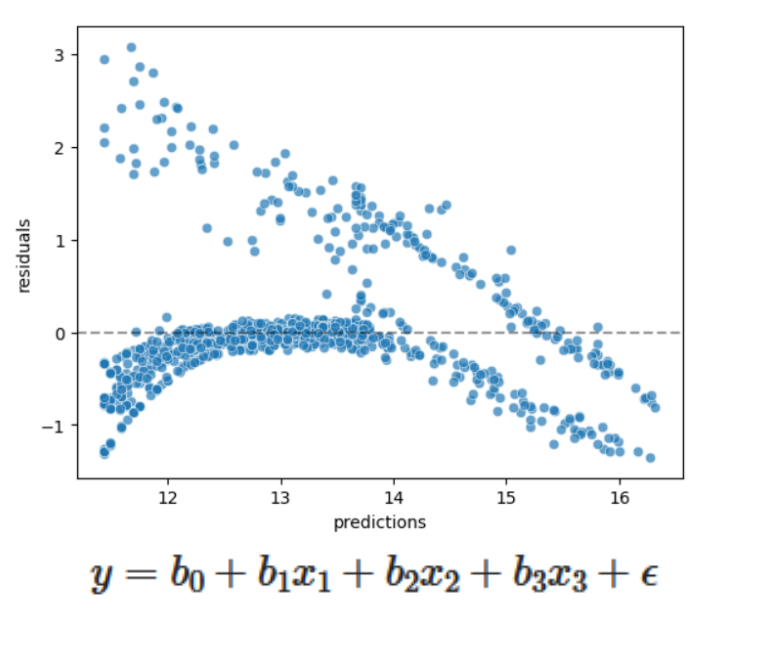 3
2
1
0
−1
residuals
12 13 14 15 16
predictions
y = b₀ + b₁x₁ + b₂x₂ + b₃x₃ + ϵ